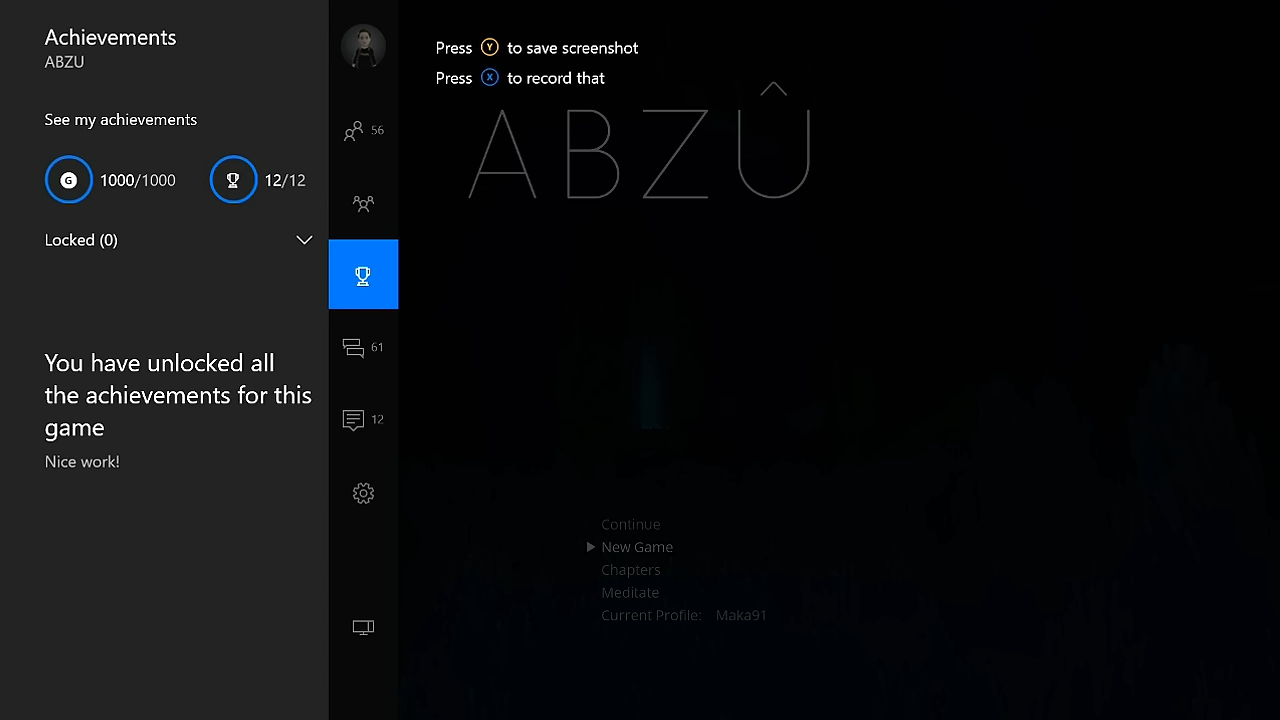 Achievements
ABZU
See my achievements
G 1000/1000 12/12
Locked (0)
You have unlocked all
the achievements for this
game
Nice work!
56
61
12
Press Y to save screenshot
Press X to record that
ABZÛ
Continue
New Game
Chapters
Meditate
Current Profile: Maka91